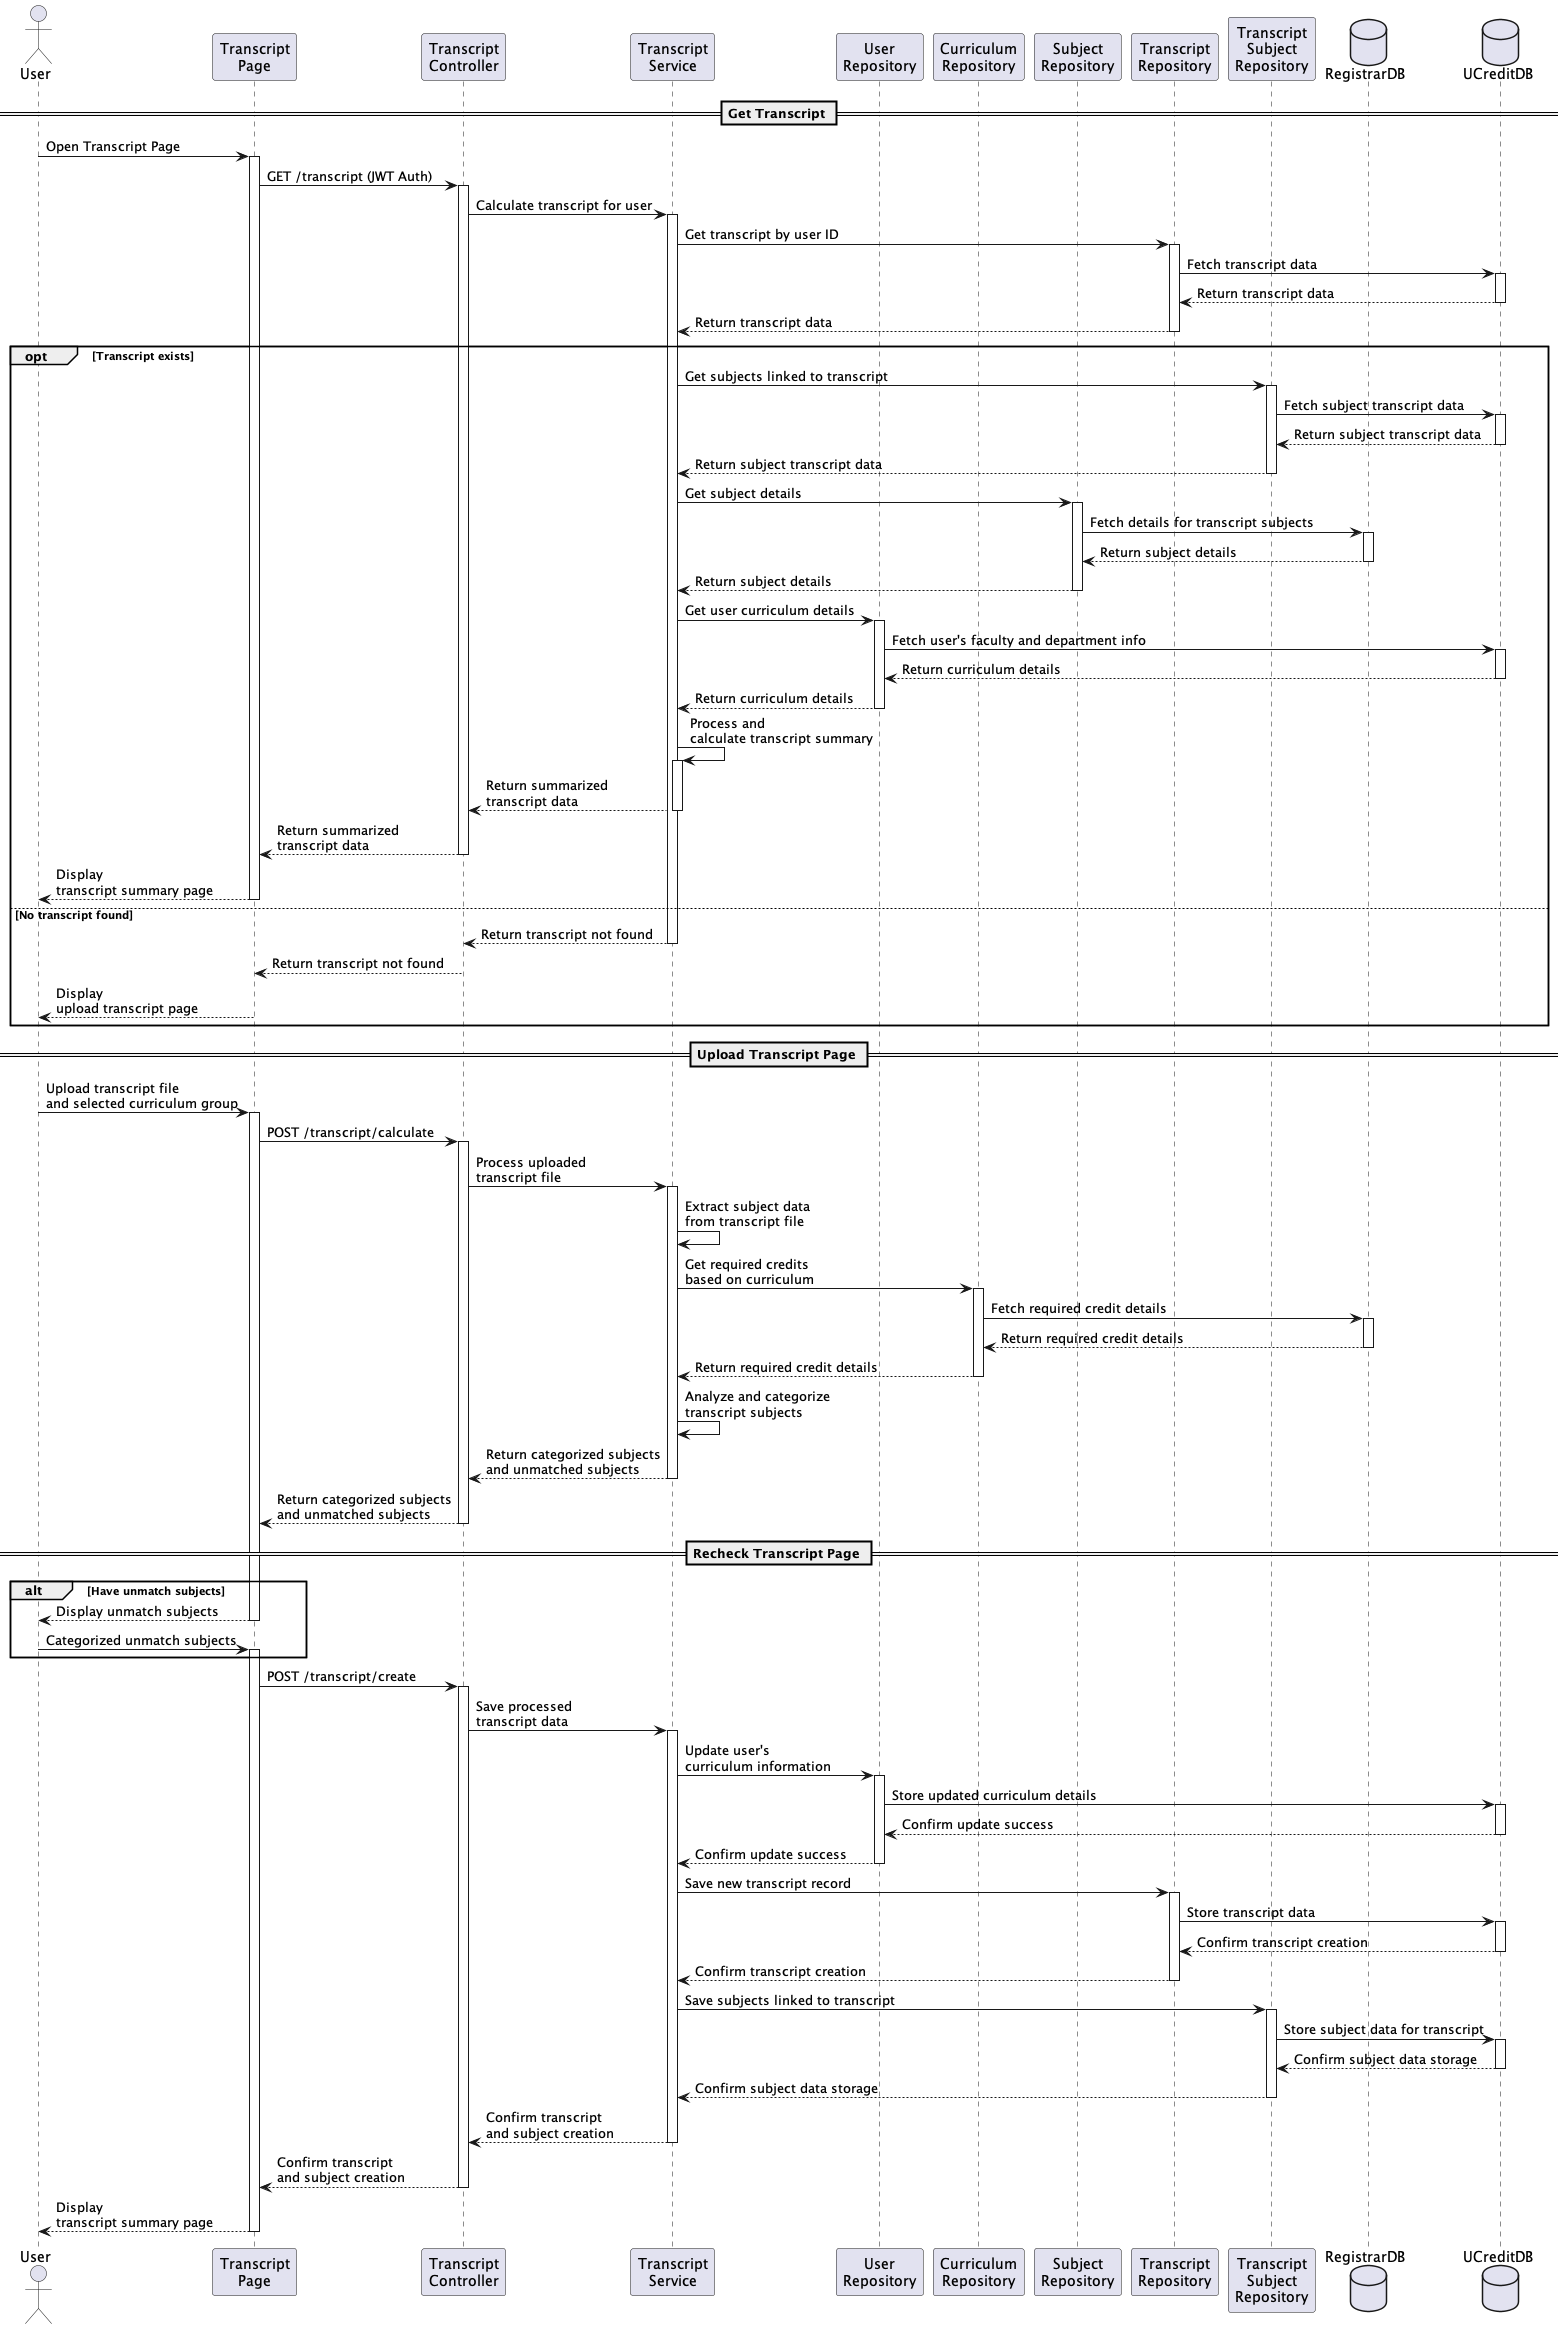 User
Transcript
Page
Transcript
Controller
Transcript
Service
User
Repository
Curriculum
Repository
Subject
Repository
Transcript
Repository
Transcript
Subject
Repository
RegistrarDB
UCreditDB
Get Transcript
Open Transcript Page
GET /transcript (JWT Auth)
Calculate transcript for user
Get transcript by user ID
Fetch transcript data
Return transcript data
Return transcript data
opt
[Transcript exists]
Get subjects linked to transcript
Fetch subject transcript data
Return subject transcript data
Return subject transcript data
Get subject details
Fetch details for transcript subjects
Return subject details
Return subject details
Get user curriculum details
Fetch user's faculty and department info
Return curriculum details
Return curriculum details
Process and
calculate transcript summary
Return summarized
transcript data
Return summarized
transcript data
Display
transcript summary page
[No transcript found]
Return transcript not found
Return transcript not found
Display
upload transcript page
Upload Transcript Page
Upload transcript file
and selected curriculum group
POST /transcript/calculate
Process uploaded
transcript file
Extract subject data
from transcript file
Get required credits
based on curriculum
Fetch required credit details
Return required credit details
Return required credit details
Analyze and categorize
transcript subjects
Return categorized subjects
and unmatched subjects
Return categorized subjects
and unmatched subjects
Recheck Transcript Page
alt
[Have unmatch subjects]
Display unmatch subjects
Categorized unmatch subjects
POST /transcript/create
Save processed
transcript data
Update user's
curriculum information
Store updated curriculum details
Confirm update success
Confirm update success
Save new transcript record
Store transcript data
Confirm transcript creation
Confirm transcript creation
Save subjects linked to transcript
Store subject data for transcript
Confirm subject data storage
Confirm subject data storage
Confirm transcript
and subject creation
Confirm transcript
and subject creation
Display
transcript summary page
User
Transcript
Page
Transcript
Controller
Transcript
Service
User
Repository
Curriculum
Repository
Subject
Repository
Transcript
Repository
Transcript
Subject
Repository
RegistrarDB
UCreditDB